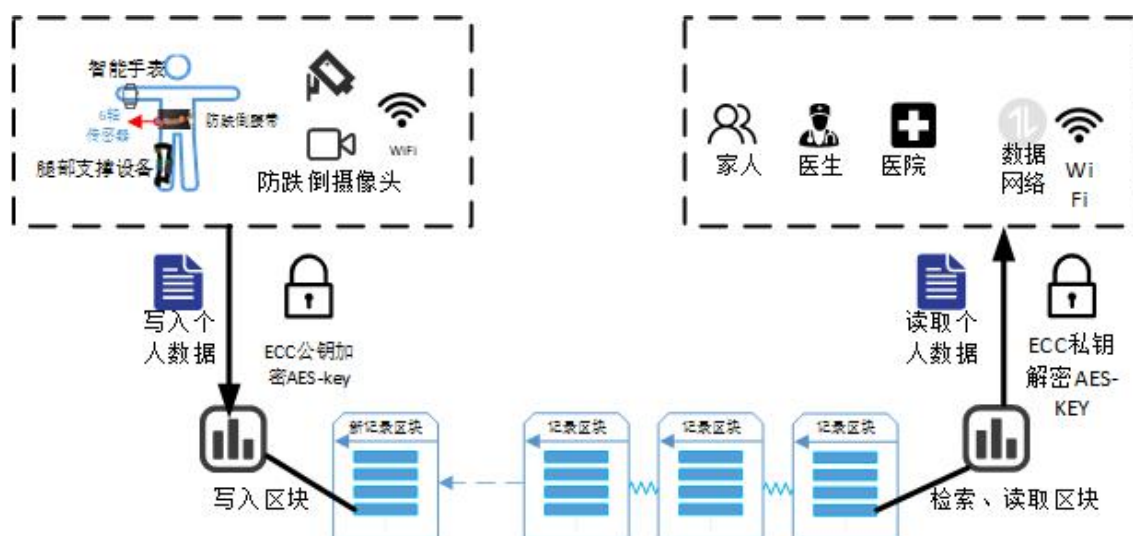 智能手表
6轴
传感器
防跌倒腰带
腿部支撑设备
WiFi
防跌倒摄像头
家人
医生
医院
数据
网络
Wi
Fi
写入个
人数据
ECC公钥加
密AES-key
读取个
人数据
ECC私钥
解密AES-
KEY
新记录区块
记录区块
记录区块
记录区块
写入区块
检索、读取区块